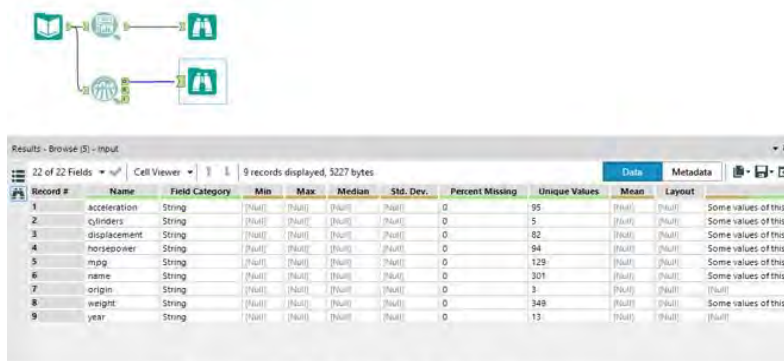 Results - Browse (5) - Input
22 of 22 Fields Cell Viewer 9 records displayed, 5227 bytes Data Metadata
Record # Name Field Category Min Max Median Std. Dev. Percent Missing Unique Values Mean Layout
1 acceleration String [Null] [Null] [Null] [Null] 0 95 [Null] [Null] Some values of this
2 cylinders String [Null] [Null] [Null] [Null] 0 5 [Null] [Null] Some values of this
3 displacement String [Null] [Null] [Null] [Null] 0 82 [Null] [Null] Some values of this
4 horsepower String [Null] [Null] [Null] [Null] 0 94 [Null] [Null] Some values of this
5 mpg String [Null] [Null] [Null] [Null] 0 129 [Null] [Null] Some values of this
6 name String [Null] [Null] [Null] [Null] 0 301 [Null] [Null] Some values of this
7 origin String [Null] [Null] [Null] [Null] 0 3 [Null] [Null] [Null]
8 weight String [Null] [Null] [Null] [Null] 0 349 [Null] [Null] Some values of this
9 year String [Null] [Null] [Null] [Null] 0 13 [Null] [Null] [Null]